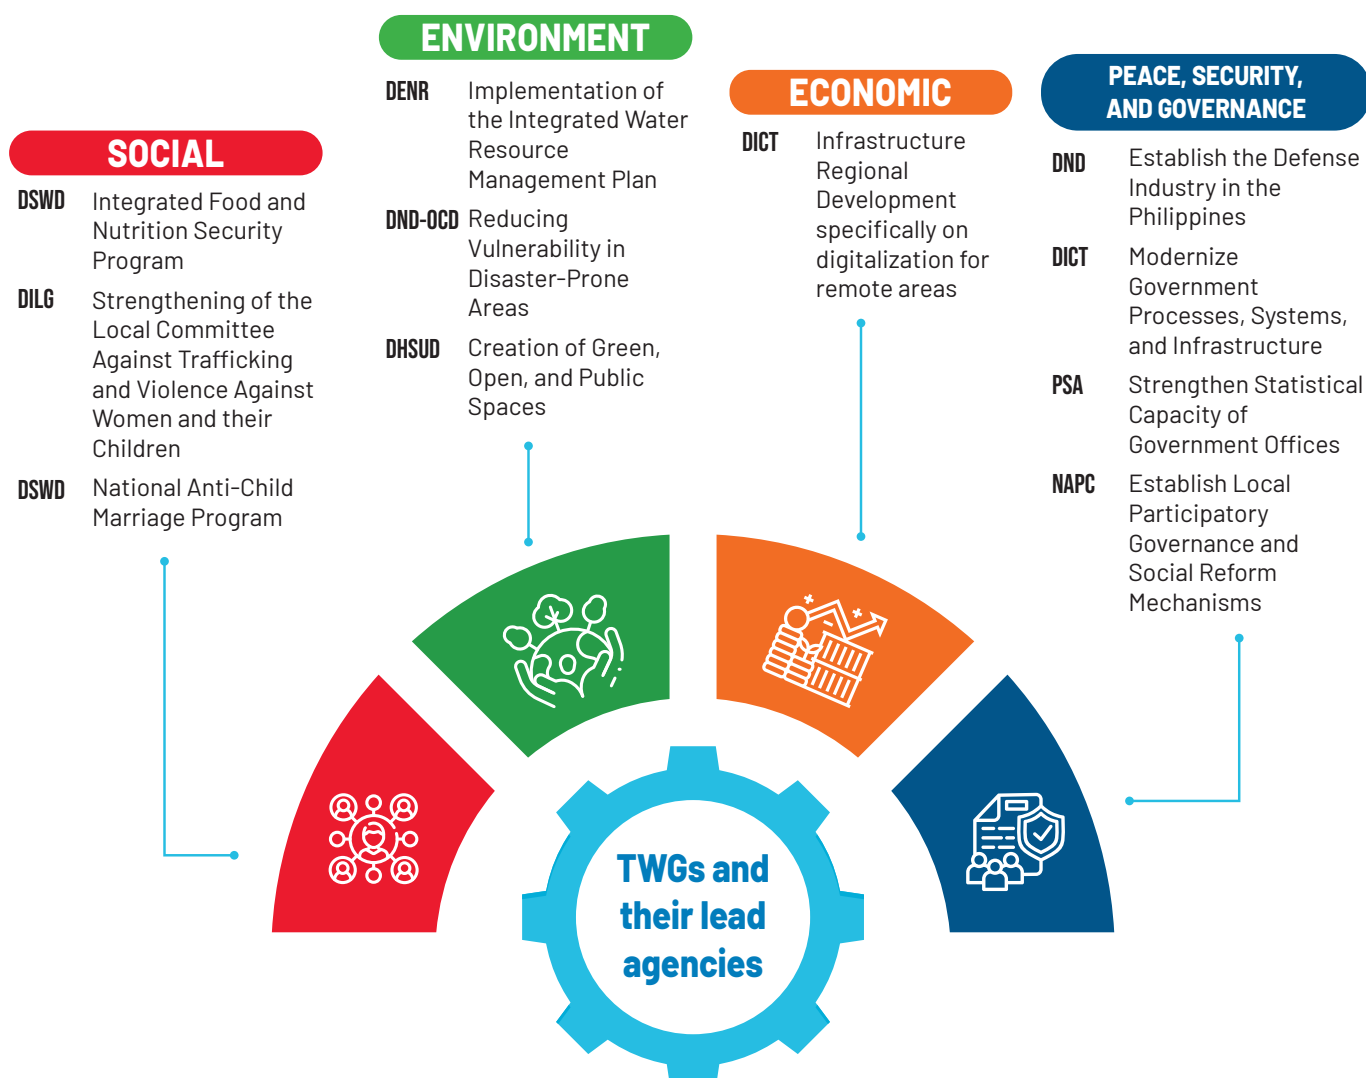 SOCIAL
DSWD Integrated Food and
Nutrition Security
Program
DILG Strengthening of the
Local Committee
Against Trafficking
and Violence Against
Women and their
Children
DSWD National Anti-Child
Marriage Program
ENVIRONMENT
DENR Implementation of
the Integrated Water
Resource
Management Plan
DND-OCD Reducing
Vulnerability in
Disaster-Prone
Areas
DHSUD Creation of Green,
Open, and Public
Spaces
ECONOMIC
DICT Infrastructure
Regional
Development
specifically on
digitalization for
remote areas
PEACE, SECURITY,
AND GOVERNANCE
DND Establish the Defense
Industry in the
Philippines
DICT Modernize
Government
Processes, Systems,
and Infrastructure
PSA Strengthen Statistical
Capacity of
Government Offices
NAPC Establish Local
Participatory
Governance and
Social Reform
Mechanisms
TWGs and
their lead
agencies